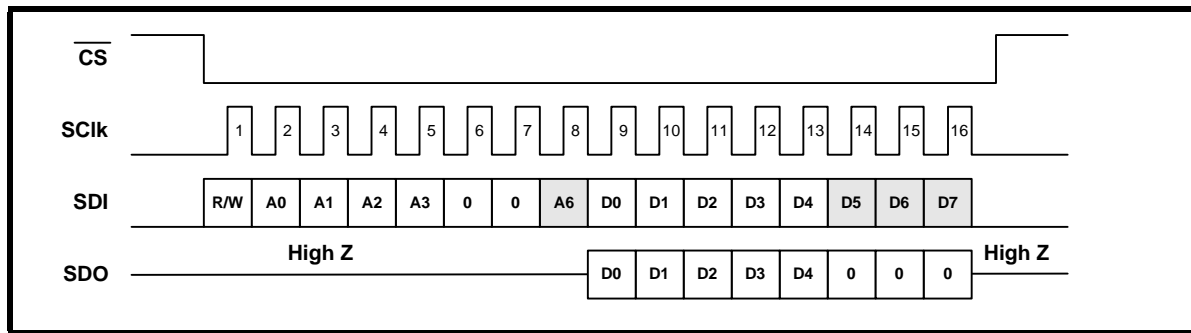 CS
SClk 1 2 3 4 5 6 7 8 9 10 11 12 13 14 15 16
SDI R/W A0 A1 A2 A3 0 0 A6 D0 D1 D2 D3 D4 D5 D6 D7
High Z High Z
SDO D0 D1 D2 D3 D4 0 0 0